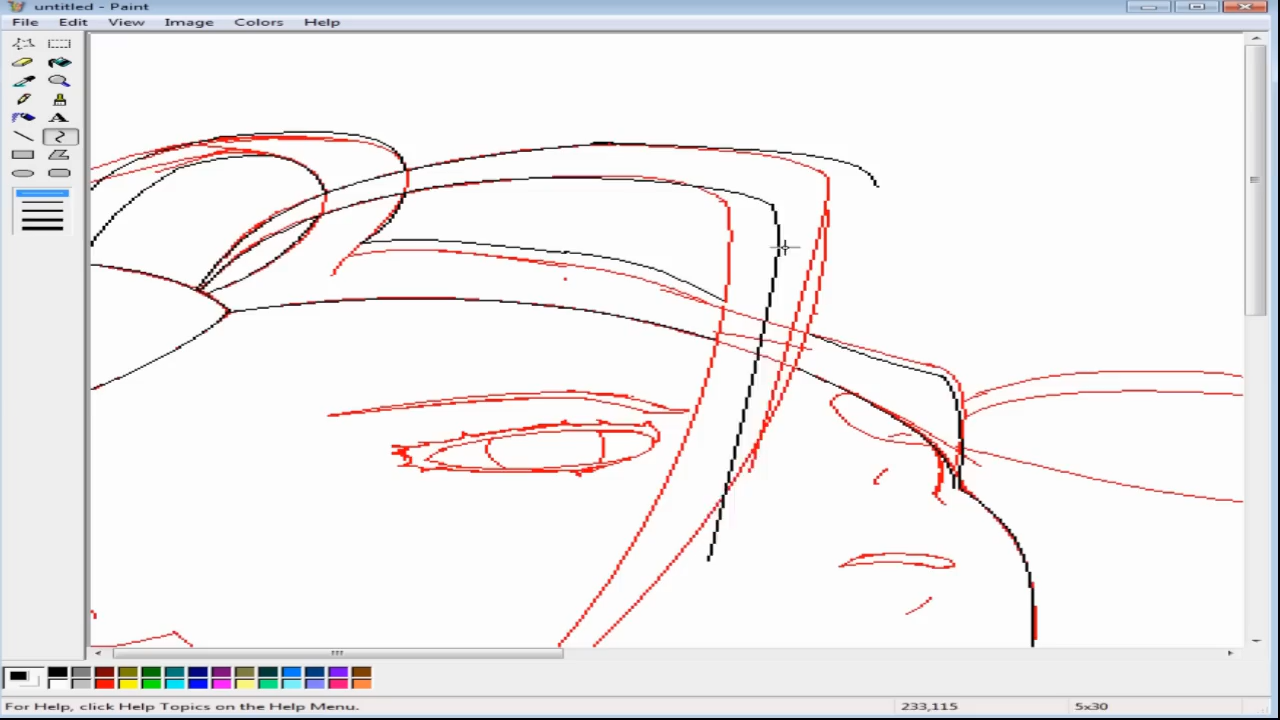 untitled - Paint
File Edit View Image Colors Help
For Help, click Help Topics on the Help Menu. 233,115 5x30